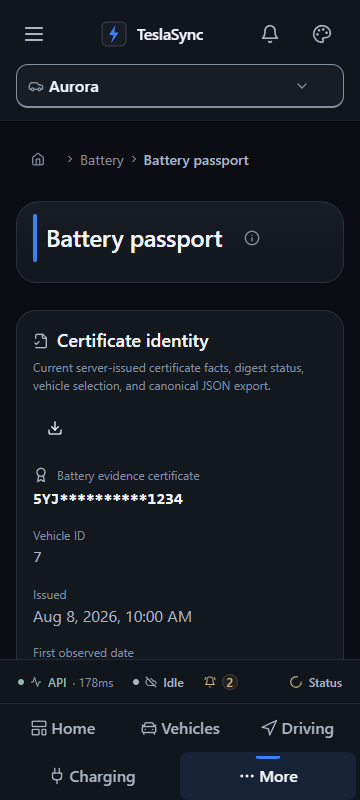 TeslaSync
Aurora
Battery
Battery passport
Battery passport
Certificate identity
Current server-issued certificate facts, digest status,
vehicle selection, and canonical JSON export.
Battery evidence certificate
5YJ**********1234
Vehicle ID
7
Issued
Aug 8, 2026, 10:00 AM
First observed date
API · 178ms
Idle
2
Status
Home
Vehicles
Driving
Charging
More